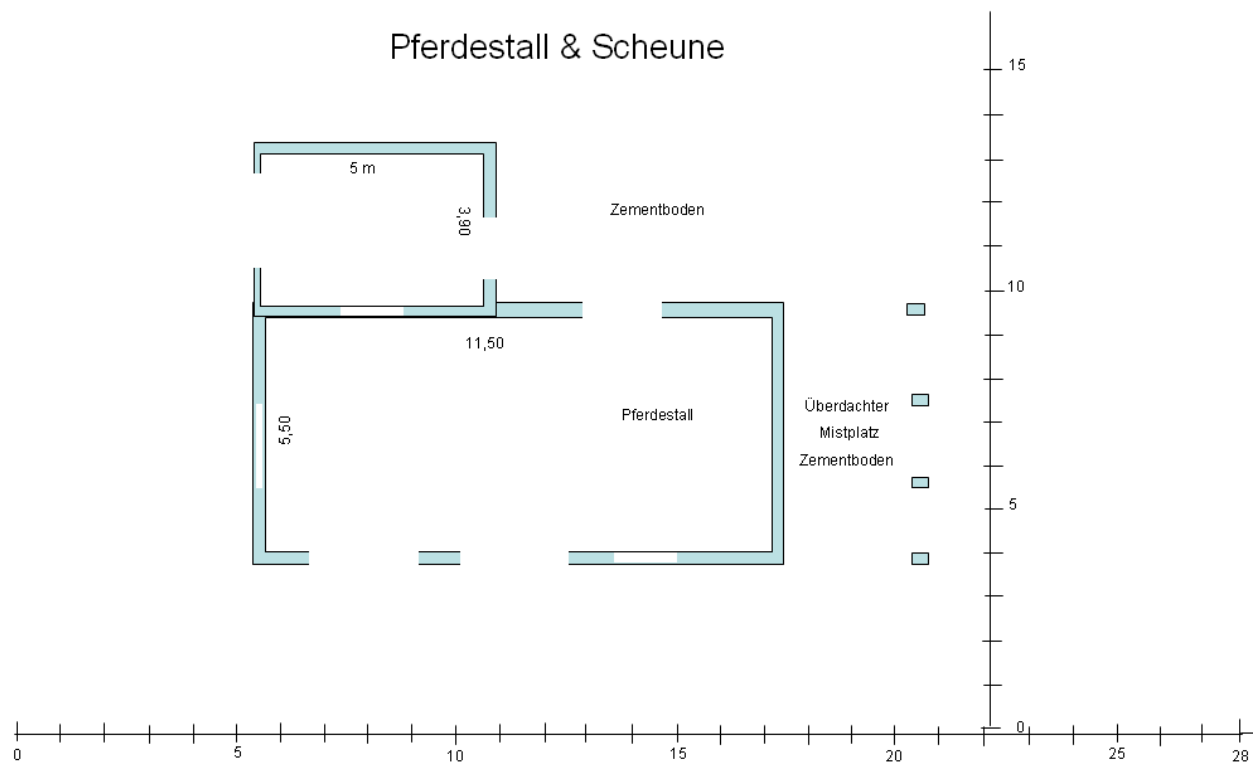 Pferdestall & Scheune
15
5 m
3,90
Zementboden
10
11,50
5,50
Pferdestall
Überdachter
Mistplatz
Zementboden
5
0
0
5
10
15
20
25
28